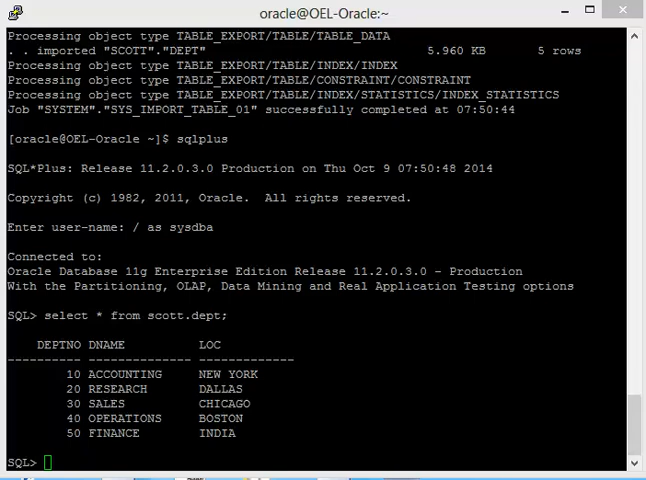 oracle@OEL-Oracle:~
Processing object type TABLE_EXPORT/TABLE/TABLE_DATA
. . imported "SCOTT"."DEPT" 5.960 KB 5 rows
Processing object type TABLE_EXPORT/TABLE/INDEX/INDEX
Processing object type TABLE_EXPORT/TABLE/CONSTRAINT/CONSTRAINT
Processing object type TABLE_EXPORT/TABLE/INDEX/STATISTICS/INDEX_STATISTICS
Job "SYSTEM"."SYS_IMPORT_TABLE_01" successfully completed at 07:50:44
[oracle@OEL-Oracle ~]$ sqlplus
SQL*Plus: Release 11.2.0.3.0 Production on Thu Oct 9 07:50:48 2014
Copyright (c) 1982, 2011, Oracle.  All rights reserved.
Enter user-name: / as sysdba
Connected to:
Oracle Database 11g Enterprise Edition Release 11.2.0.3.0 - Production
With the Partitioning, OLAP, Data Mining and Real Application Testing options
SQL> select * from scott.dept;
DEPTNO DNAME LOC
---------- -------------- -------------
10 ACCOUNTING NEW YORK
20 RESEARCH DALLAS
30 SALES CHICAGO
40 OPERATIONS BOSTON
50 FINANCE INDIA
SQL>